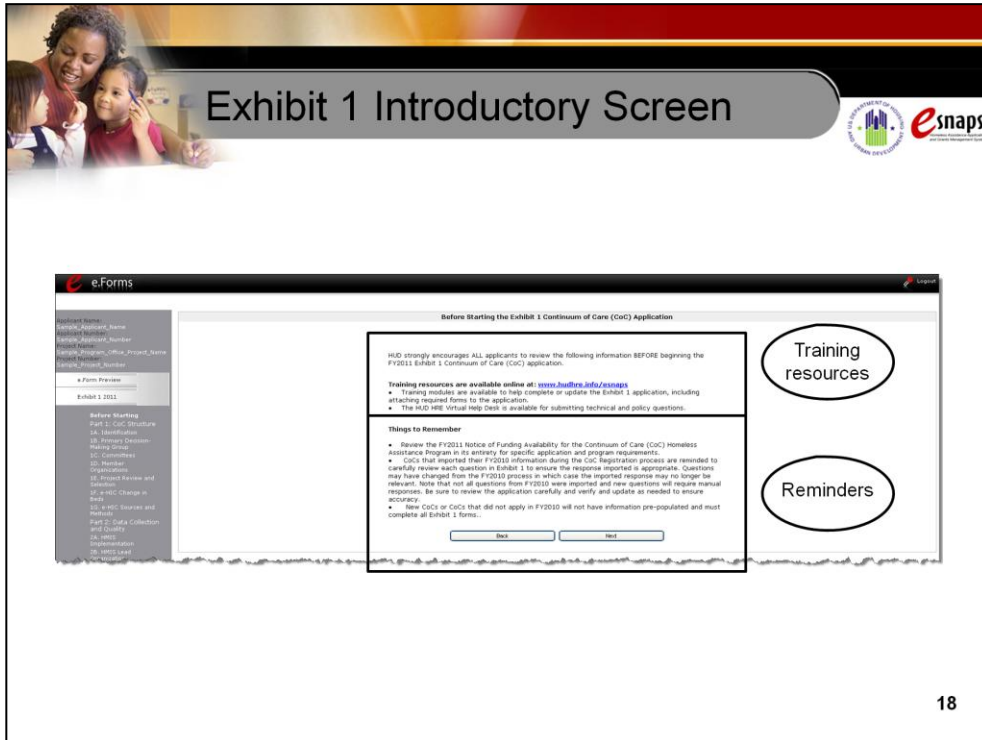 Exhibit 1 Introductory Screen
US DEPARTMENT OF HOUSING AND URBAN DEVELOPMENT
esnaps
e.Forms
Logout
Applicant Name:
Sample_Applicant_Name
Applicant Number:
Sample_Applicant_Number
Project Name:
Sample_Program_Office_Project_Name
Project Number:
Sample_Project_Number
e.Form Preview
Exhibit 1 2011
Before Starting
Part 1: CoC Structure
1A. Identification
1B. Primary Decision-
Making Group
1C. Committees
1D. Member
Organizations
1E. Project Review and
Selection
1F. e-HIC Change in
Beds
1G. e-HIC Sources and
Methods
Part 2: Data Collection
and Quality
2A. HMIS
Implementation
2B. HMIS Lead
Before Starting the Exhibit 1 Continuum of Care (CoC) Application
HUD strongly encourages ALL applicants to review the following information BEFORE beginning the
FY2011 Exhibit 1 Continuum of Care (CoC) application.
Training resources are available online at: www.hudhre.info/esnaps
• Training modules are available to help complete or update the Exhibit 1 application, including
attaching required forms to the application.
• The HUD HRE Virtual Help Desk is available for submitting technical and policy questions.
Things to Remember
• Review the FY2011 Notice of Funding Availability for the Continuum of Care (CoC) Homeless
Assistance Program in its entirety for specific application and program requirements.
• CoCs that imported their FY2010 information during the CoC Registration process are reminded to
carefully review each question in Exhibit 1 to ensure the response imported is appropriate. Questions
may have changed from the FY2010 process in which case the imported response may no longer be
relevant. Note that not all questions from FY2010 were imported and new questions will require manual
responses. Be sure to review the application carefully and verify and update as needed to ensure
accuracy.
• New CoCs or CoCs that did not apply in FY2010 will not have information pre-populated and must
complete all Exhibit 1 forms..
Back
Next
Training
resources
Reminders
18